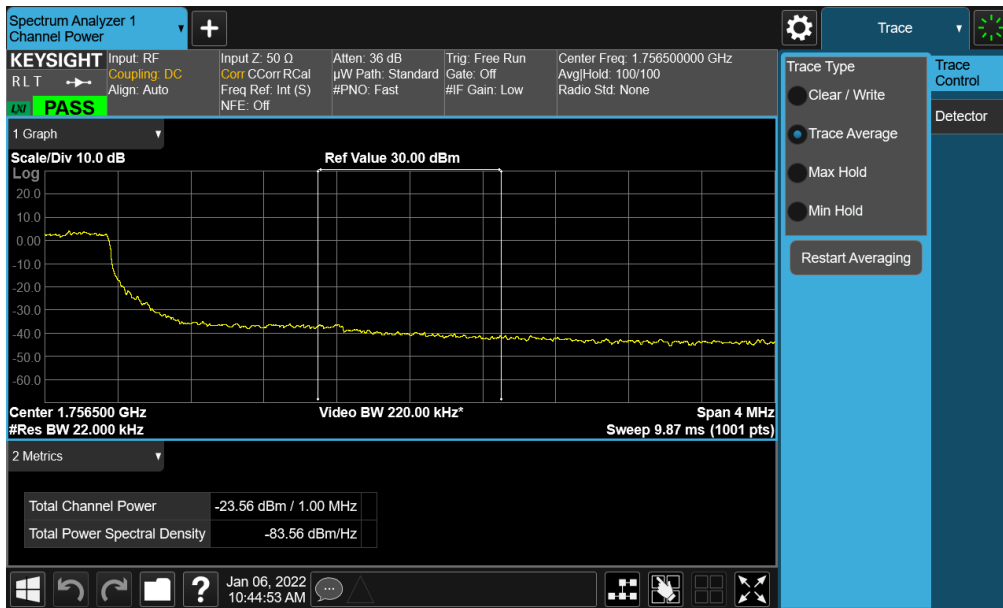 Spectrum Analyzer 1
Channel Power
Trace
KEYSIGHT
RLT
LXI
PASS
Input: RF
Coupling: DC
Align: Auto
Input Z: 50 Ω
Corr CCorr RCal
Freq Ref: Int (S)
NFE: Off
Atten: 36 dB
µW Path: Standard
#PNO: Fast
Trig: Free Run
Gate: Off
#IF Gain: Low
Center Freq: 1.756500000 GHz
Avg|Hold: 100/100
Radio Std: None
1 Graph
Scale/Div 10.0 dB
Ref Value 30.00 dBm
Log
20.0
10.0
0.00
-10.0
-20.0
-30.0
-40.0
-50.0
-60.0
Center 1.756500 GHz
#Res BW 22.000 kHz
Video BW 220.00 kHz*
Span 4 MHz
Sweep 9.87 ms (1001 pts)
2 Metrics
Total Channel Power -23.56 dBm / 1.00 MHz
Total Power Spectral Density -83.56 dBm/Hz
Trace Type
Clear / Write
Trace Average
Max Hold
Min Hold
Restart Averaging
Trace
Control
Detector
?
Jan 06, 2022
10:44:53 AM